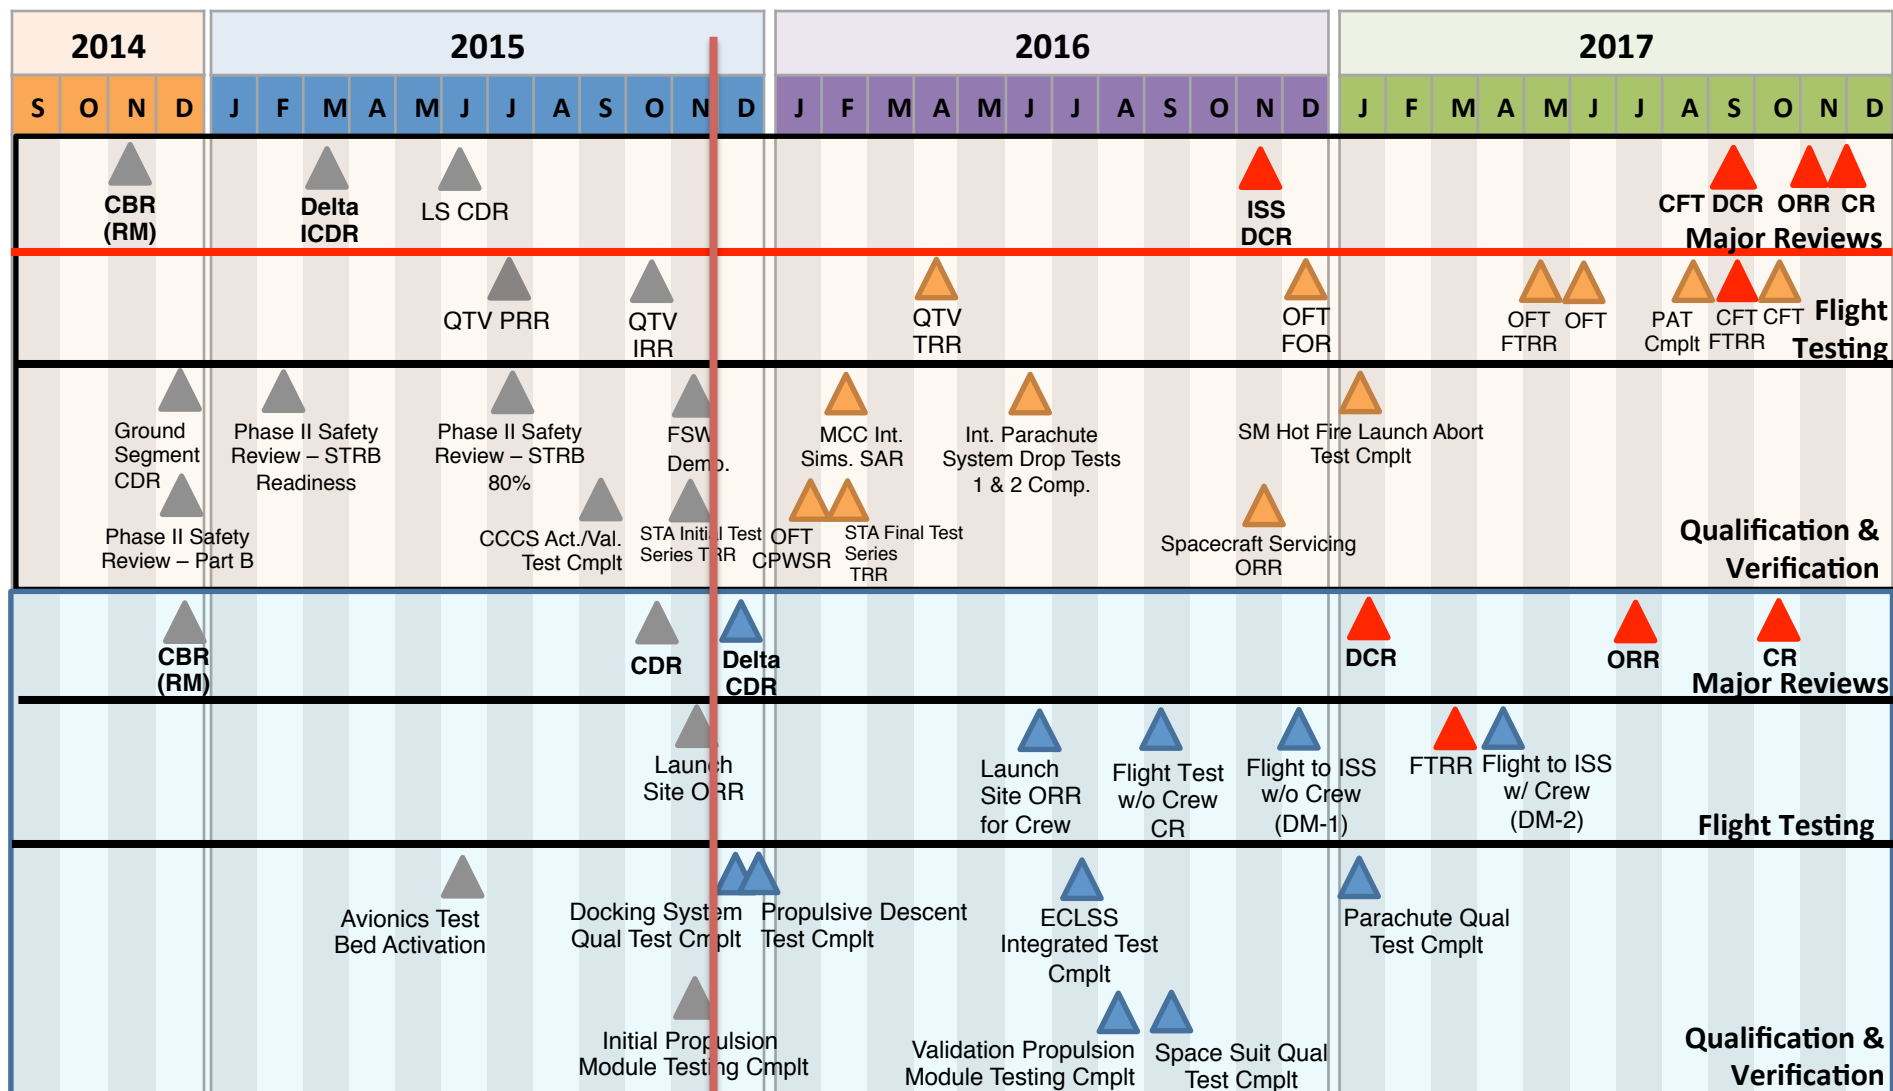 2014 2015 2016 2017
S O N D J F M A M J J A S O N D J F M A M J J A S O N D J F M A M J J A S O N D
CBR
(RM)
Delta
ICDR
LS CDR
ISS
DCR
CFT DCR
ORR
CR
Major Reviews
QTV PRR
QTV
IRR
QTV
TRR
OFT
FOR
OFT
FTRR
OFT
PAT
Cmplt
CFT
FTRR
CFT
Flight
Testing
Ground
Segment
CDR
Phase II Safety
Review – STRB
Readiness
Phase II Safety
Review – STRB
80%
FSW
Demo.
MCC Int.
Sims. SAR
Int. Parachute
System Drop Tests
1 & 2 Comp.
SM Hot Fire Launch Abort
Test Cmplt
Phase II Safety
Review – Part B
CCCS Act./Val.
Test Cmplt
STA Initial Test
Series TRR
OFT
CPWSR
STA Final Test
Series
TRR
Spacecraft Servicing
ORR
Qualification &
Verification
CBR
(RM)
CDR
Delta
CDR
DCR
ORR
CR
Major Reviews
Launch
Site ORR
Launch
Site ORR
for Crew
Flight Test
w/o Crew
CR
Flight to ISS
w/o Crew
(DM-1)
FTRR
Flight to ISS
w/ Crew
(DM-2)
Flight Testing
Avionics Test
Bed Activation
Docking System
Qual Test Cmplt
Propulsive Descent
Test Cmplt
ECLSS
Integrated Test
Cmplt
Parachute Qual
Test Cmplt
Initial Propulsion
Module Testing Cmplt
Validation Propulsion
Module Testing Cmplt
Space Suit Qual
Test Cmplt
Qualification &
Verification